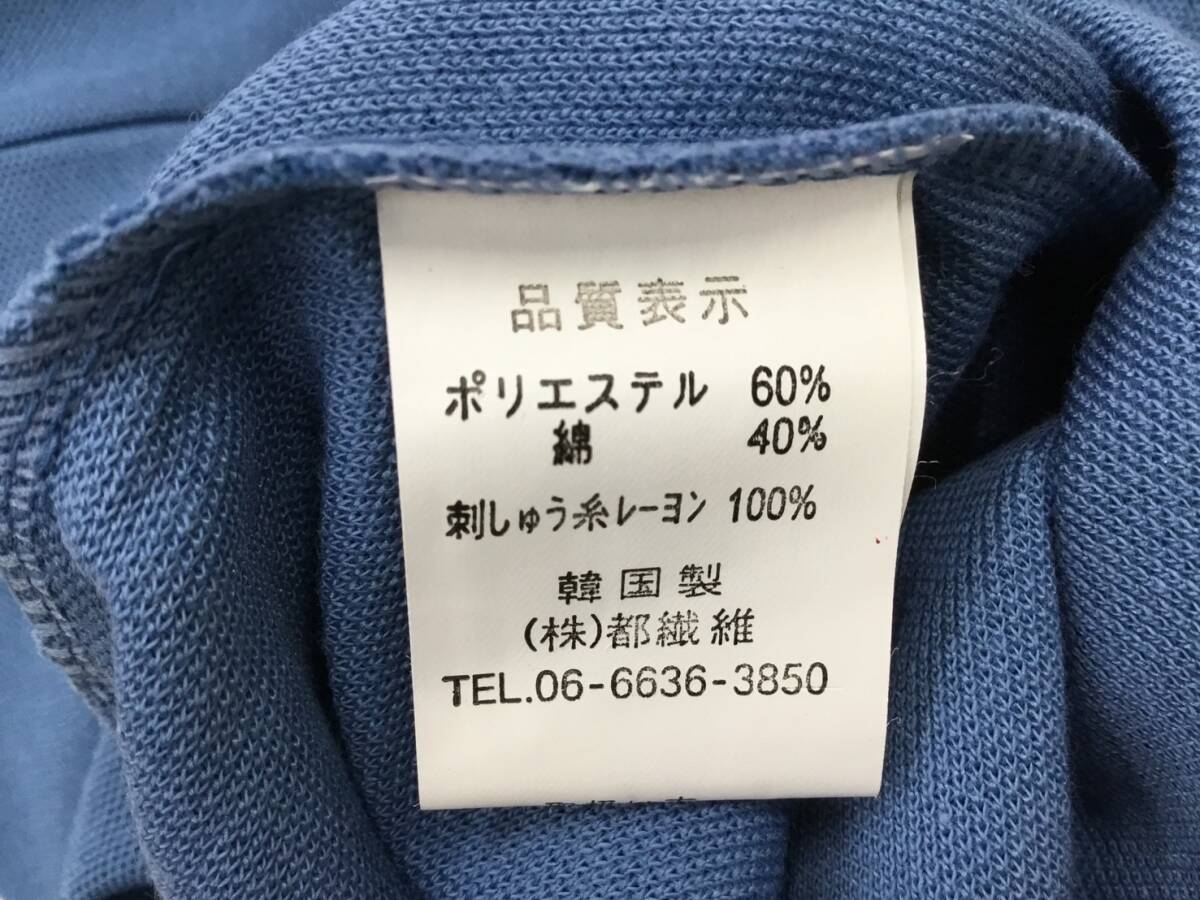 品質表示
ポリエステル 60%
綿 40%
刺しゅう糸レーヨン 100%
韓国製
(株)都繊維
TEL.06-6636-3850